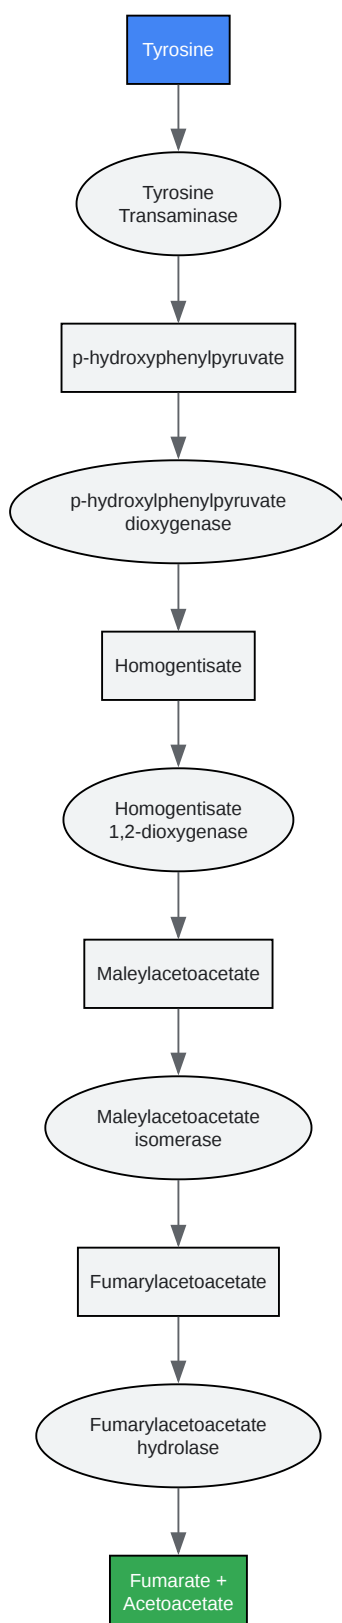 Tyrosine
Tyrosine
Transaminase
p-hydroxyphenylpyruvate
p-hydroxylphenylpyruvate
dioxygenase
Homogentisate
Homogentisate
1,2-dioxygenase
Maleylacetoacetate
Maleylacetoacetate
isomerase
Fumarylacetoacetate
Fumarylacetoacetate
hydrolase
Fumarate +
Acetoacetate